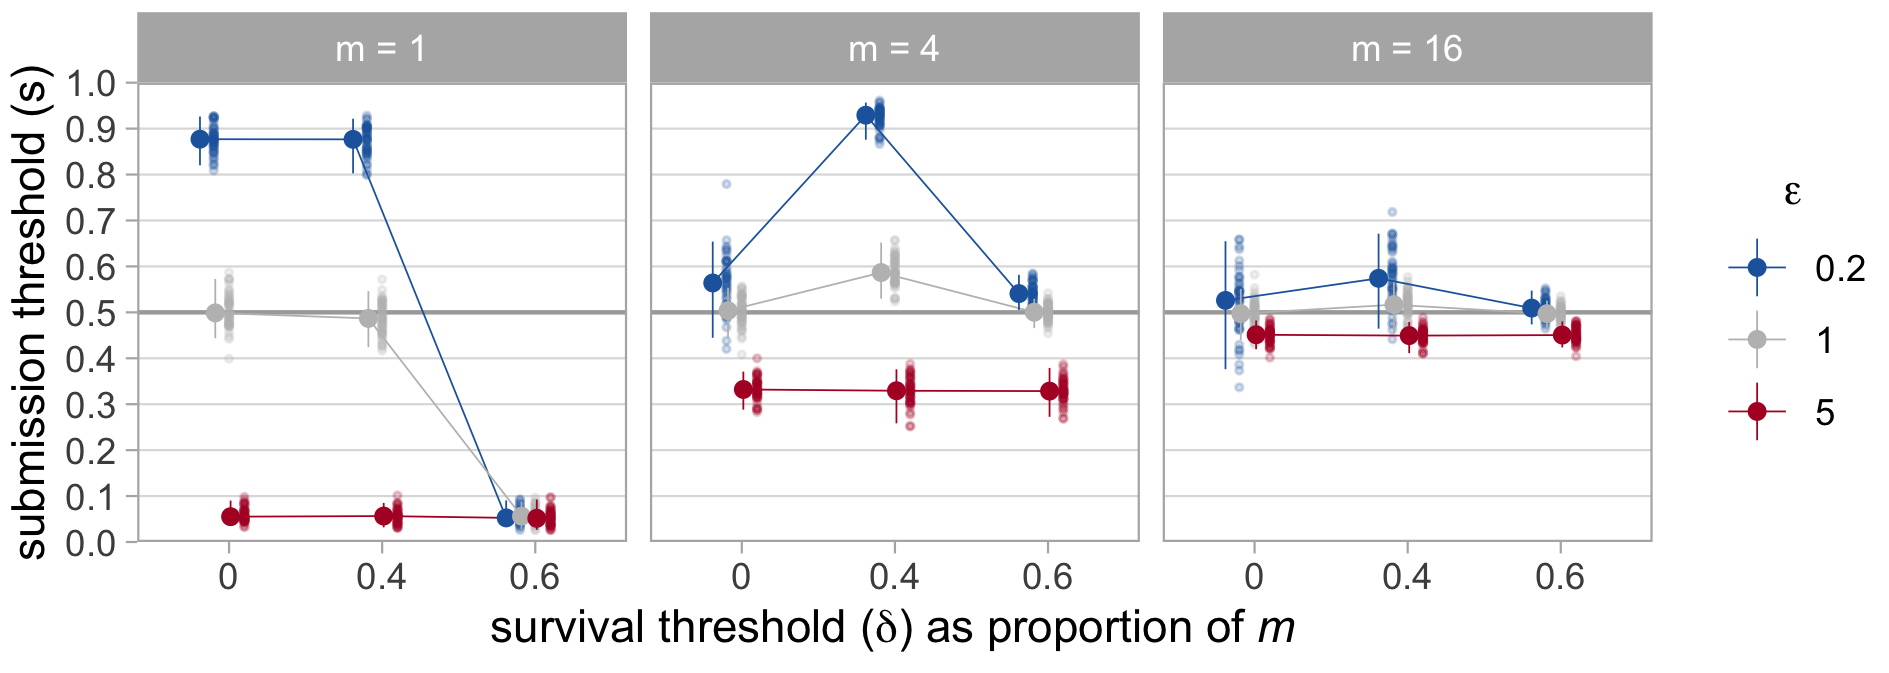 m = 1
m = 4
m = 16
submission threshold (s)
1.0
0.9
0.8
0.7
0.6
0.5
0.4
0.3
0.2
0.1
0.0
0 0.4 0.6
0 0.4 0.6
0 0.4 0.6
survival threshold (δ) as proportion of m
ε
0.2
1
5